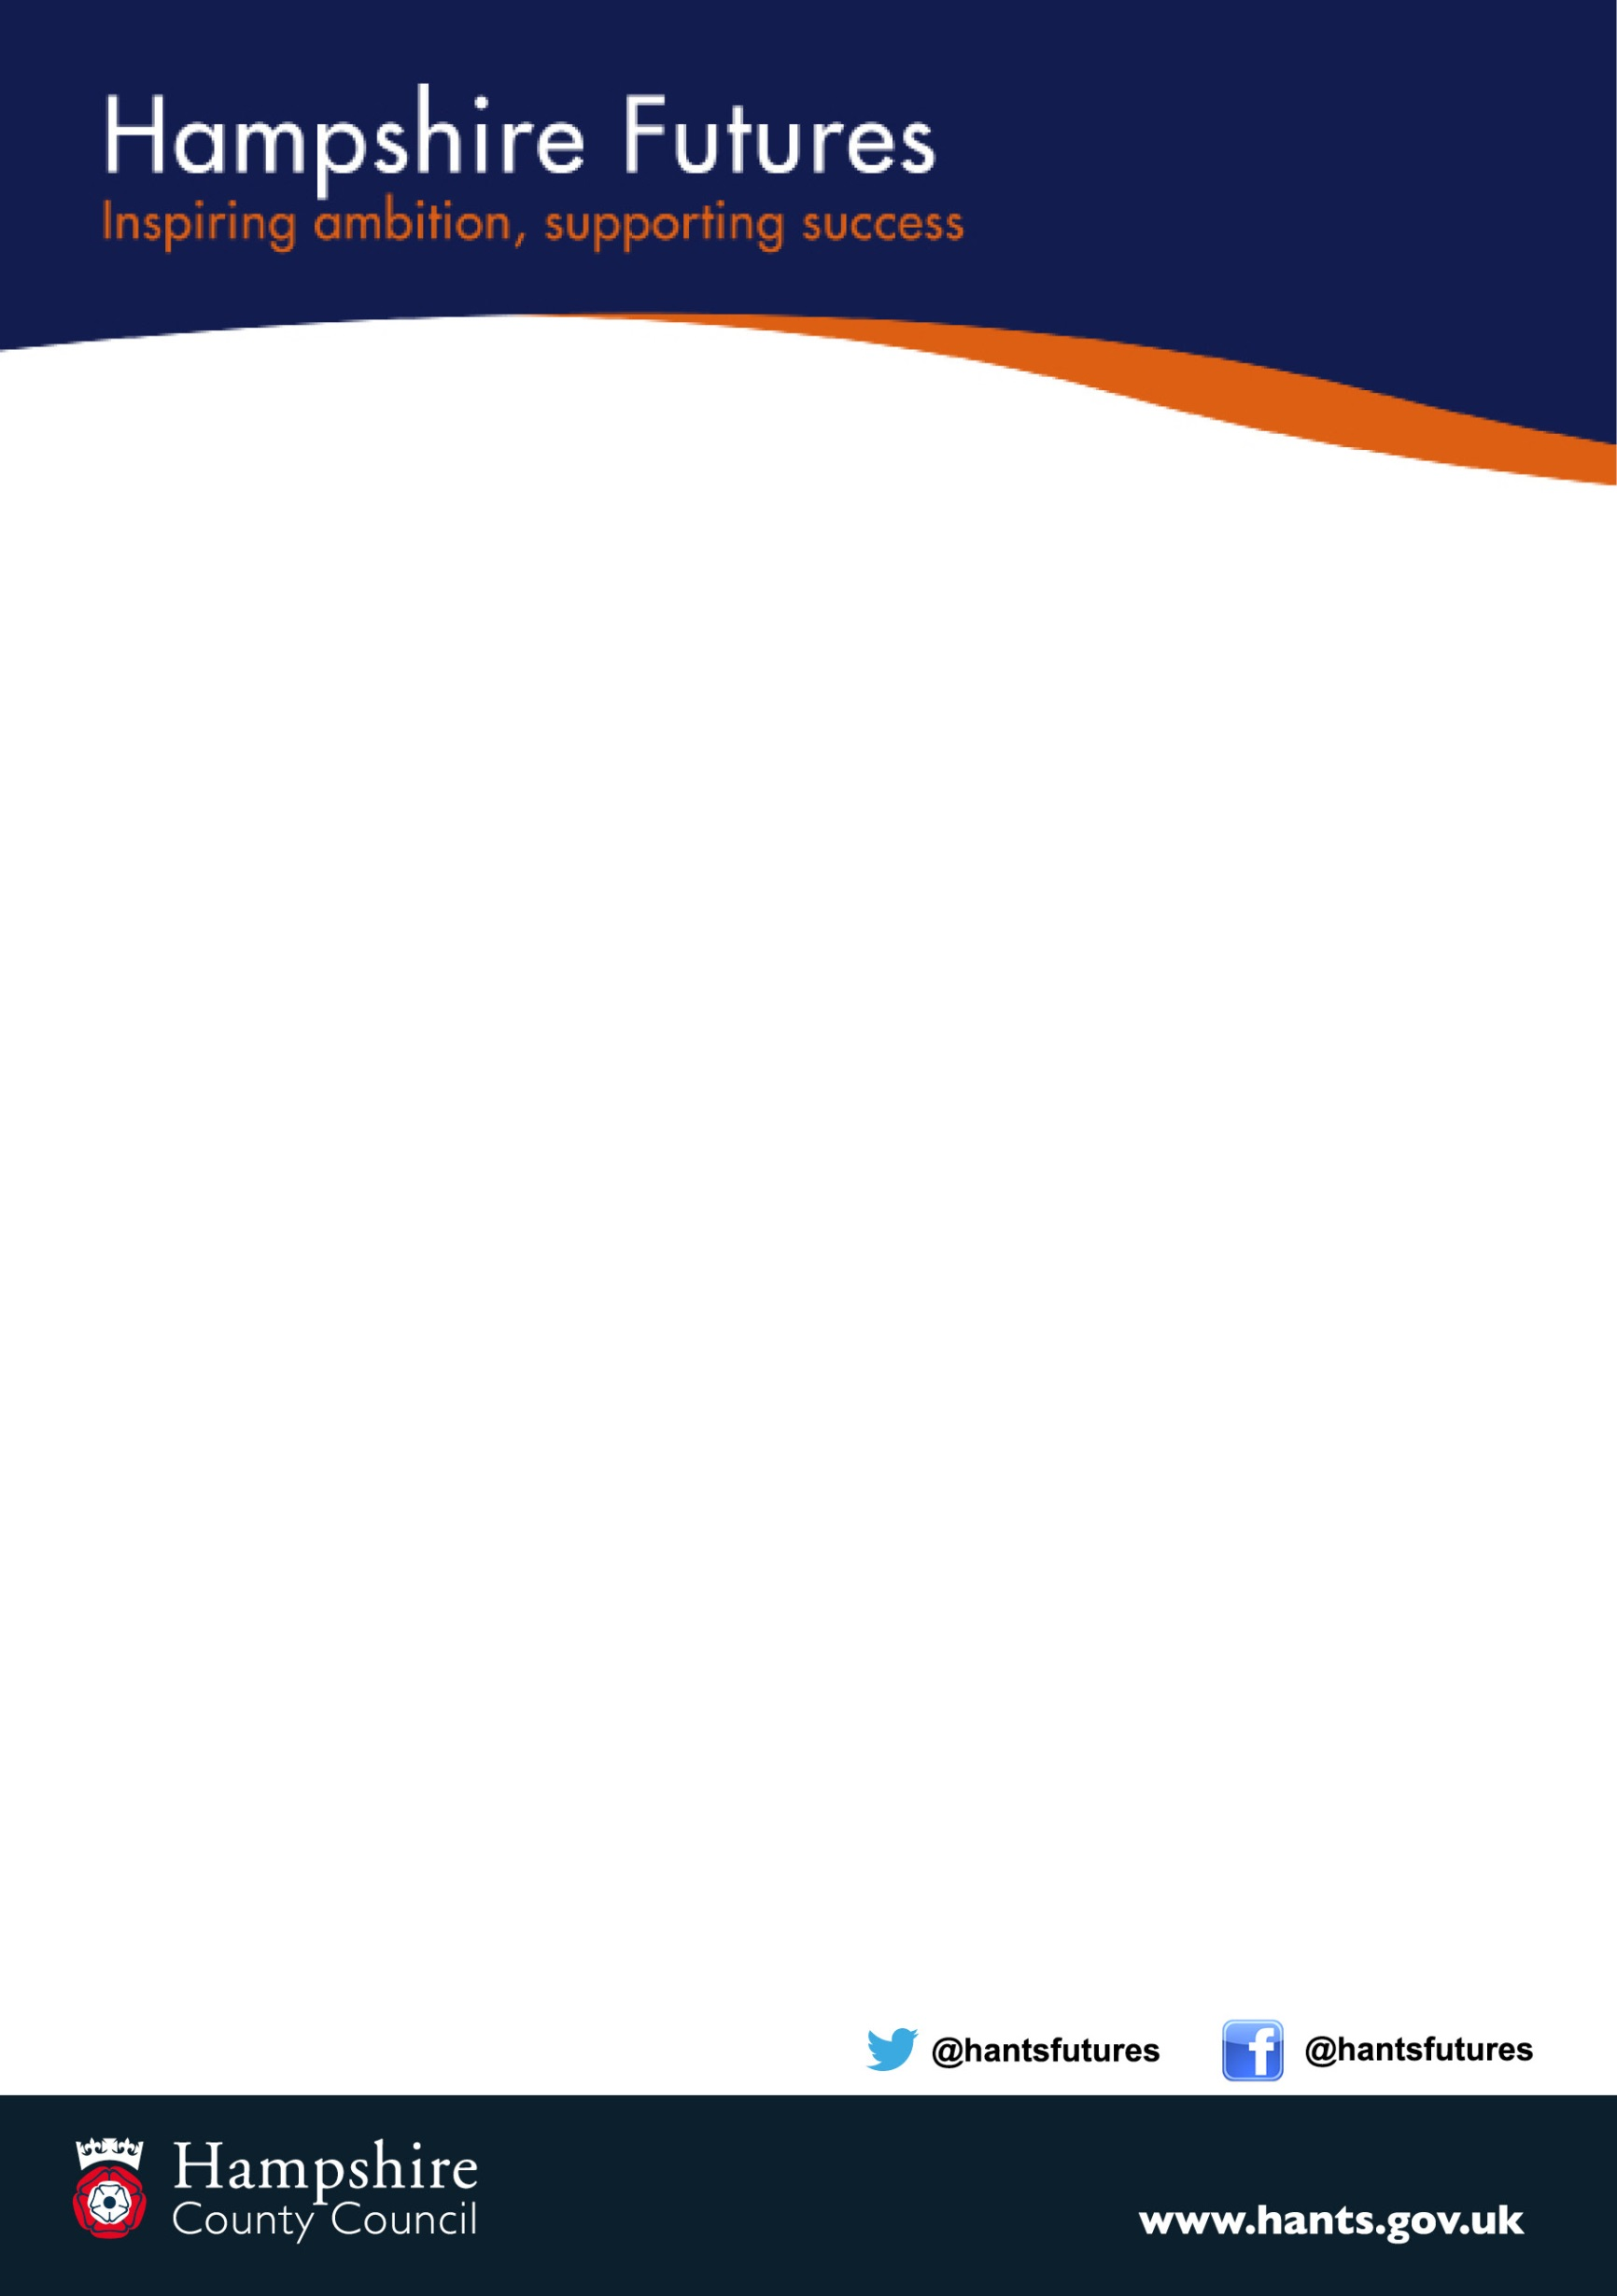 Hampshire Futures
Inspiring ambition, supporting success
@hantsfutures
@hantsfutures
Hampshire
County Council
www.hants.gov.uk